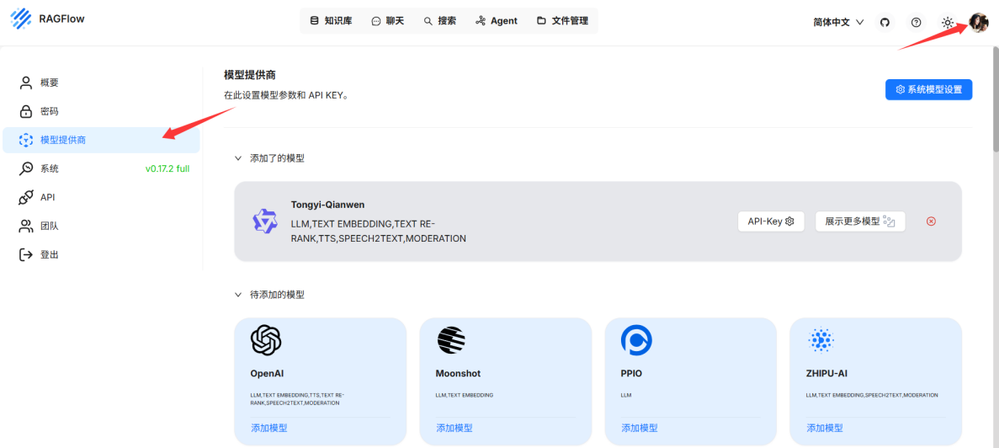 RAGFlow
知识库
聊天
搜索
Agent
文件管理
简体中文
概要
密码
模型提供商
系统
v0.17.2 full
API
团队
登出
模型提供商
在此设置模型参数和 API KEY。
系统模型设置
添加了的模型
Tongyi-Qianwen
LLM,TEXT EMBEDDING,TEXT RE-
RANK,TTS,SPEECH2TEXT,MODERATION
API-Key
展示更多模型
待添加的模型
OpenAI
LLM,TEXT EMBEDDING,TTS,TEXT RE-
RANK,SPEECH2TEXT,MODERATION
添加模型
Moonshot
LLM,TEXT EMBEDDING
添加模型
PPIO
LLM
添加模型
ZHIPU-AI
LLM,TEXT EMBEDDING,SPEECH2TEXT,MODERATION
添加模型